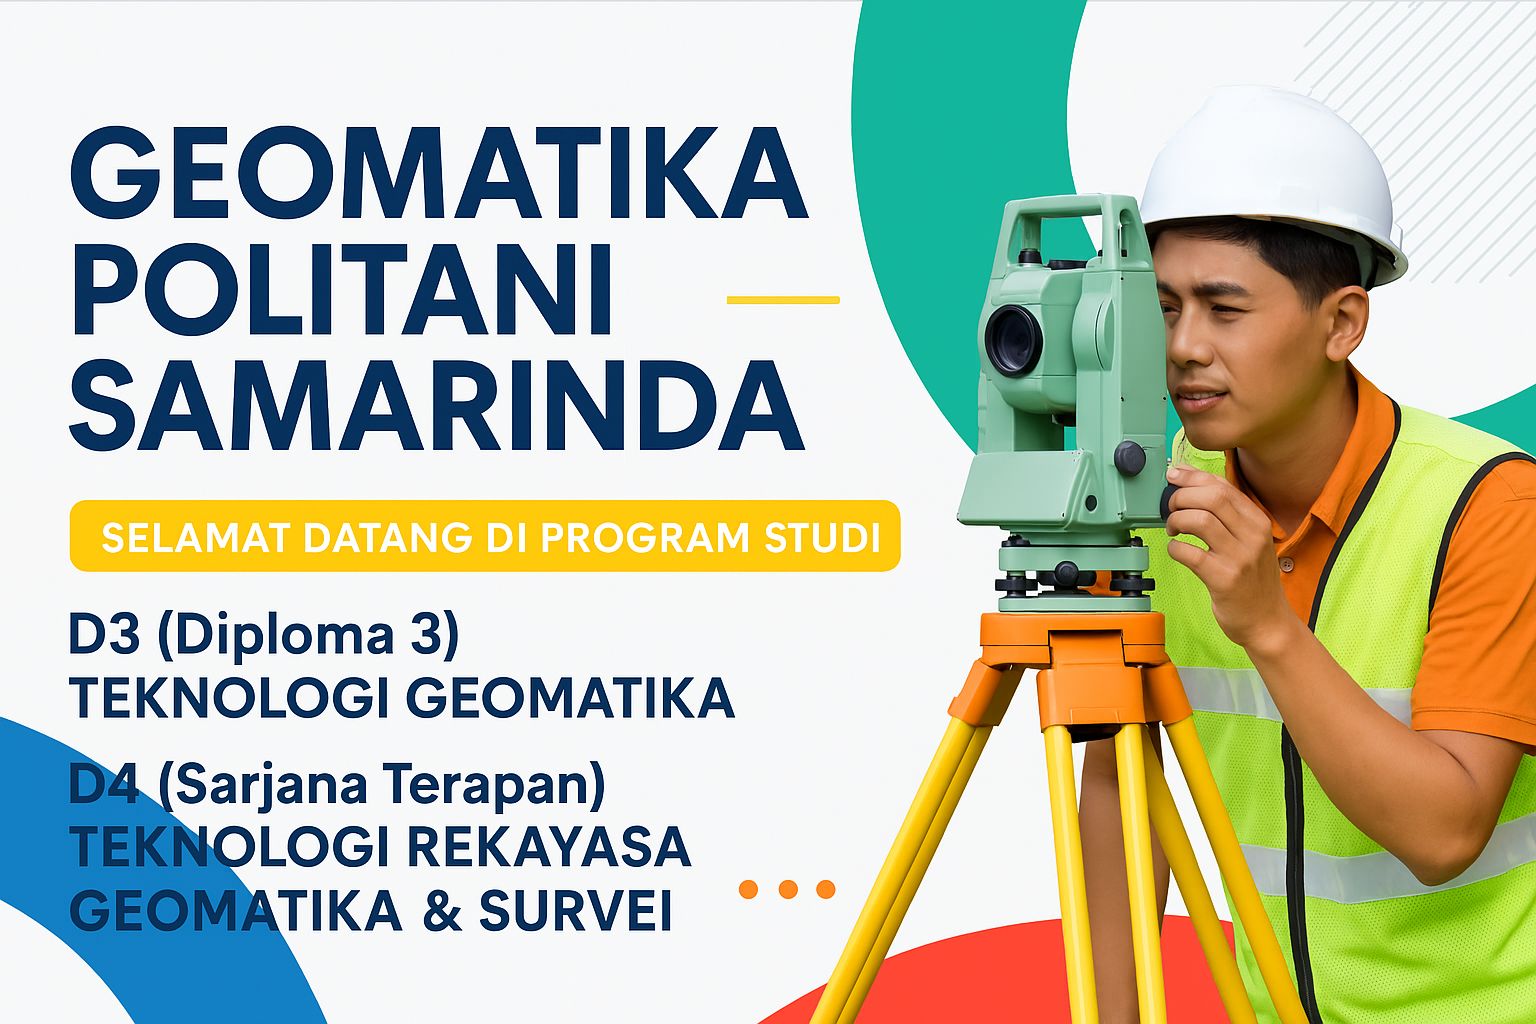 GEOMATIKA
POLITANI
SAMARINDA
SELAMAT DATANG DI PROGRAM STUDI
D3 (Diploma 3)
TEKNOLOGI GEOMATIKA
D4 (Sarjana Terapan)
TEKNOLOGI REKAYASA
GEOMATIKA & SURVEI